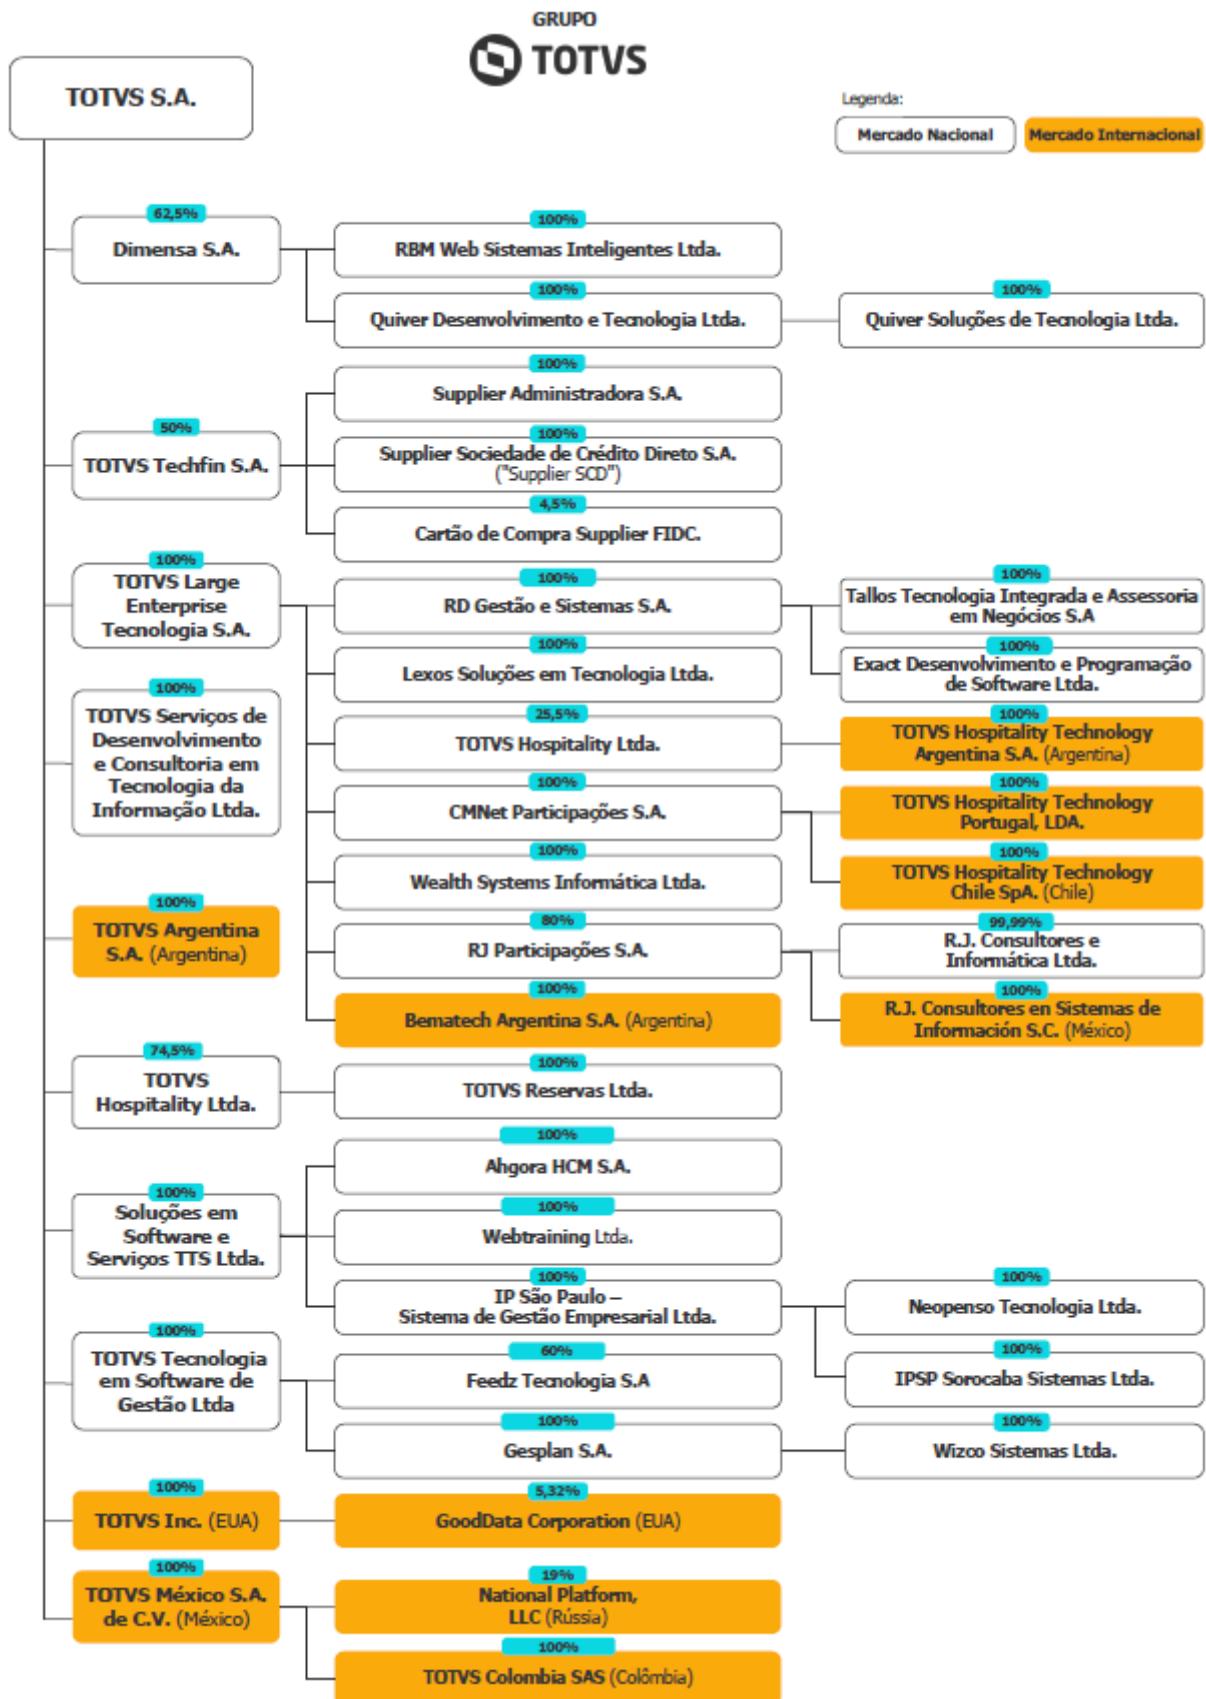 GRUPO
TOTVS
TOTVS S.A.
Legenda:
Mercado Nacional
Mercado Internacional
62,5%
Dimensa S.A.
100%
RBM Web Sistemas Inteligentes Ltda.
100%
Quiver Desenvolvimento e Tecnologia Ltda.
100%
Quiver Soluções de Tecnologia Ltda.
50%
TOTVS Techfin S.A.
100%
Supplier Administradora S.A.
100%
Supplier Sociedade de Crédito Direto S.A.
("Supplier SCD")
4,5%
Cartão de Compra Supplier FIDC.
100%
TOTVS Large
Enterprise
Tecnologia S.A.
100%
RD Gestão e Sistemas S.A.
100%
Tallos Tecnologia Integrada e Assessoria
em Negócios S.A
100%
Exact Desenvolvimento e Programação
de Software Ltda.
100%
Lexos Soluções em Tecnologia Ltda.
25,5%
TOTVS Hospitality Ltda.
100%
TOTVS Hospitality Technology
Argentina S.A. (Argentina)
100%
CMNet Participações S.A.
100%
TOTVS Hospitality Technology
Portugal, LDA.
100%
TOTVS Hospitality Technology
Chile SpA. (Chile)
100%
Wealth Systems Informática Ltda.
80%
RJ Participações S.A.
99,99%
R.J. Consultores e
Informática Ltda.
100%
R.J. Consultores en Sistemas de
Información S.C. (México)
100%
Bematech Argentina S.A. (Argentina)
100%
TOTVS Serviços de
Desenvolvimento
e Consultoria em
Tecnologia da
Informação Ltda.
100%
TOTVS Argentina
S.A. (Argentina)
74,5%
TOTVS
Hospitality Ltda.
100%
TOTVS Reservas Ltda.
100%
Soluções em
Software e
Serviços TTS Ltda.
100%
Ahgora HCM S.A.
100%
Webtraining Ltda.
100%
IP São Paulo –
Sistema de Gestão Empresarial Ltda.
100%
Neopenso Tecnologia Ltda.
100%
IPSP Sorocaba Sistemas Ltda.
100%
TOTVS Tecnologia
em Software de
Gestão Ltda
60%
Feedz Tecnologia S.A
100%
Gesplan S.A.
100%
Wizco Sistemas Ltda.
100%
TOTVS Inc. (EUA)
5,32%
GoodData Corporation (EUA)
100%
TOTVS México S.A.
de C.V. (México)
19%
National Platform,
LLC (Rússia)
100%
TOTVS Colombia SAS (Colômbia)